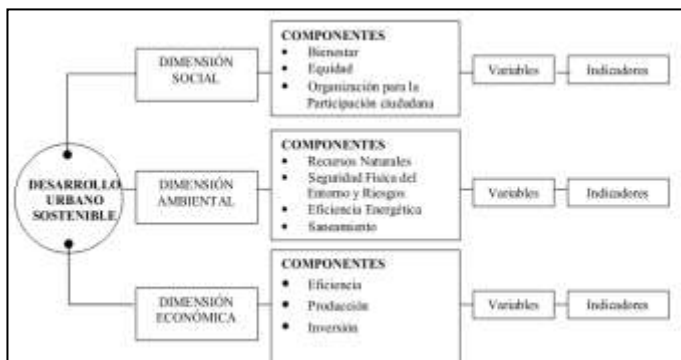 DESARROLLO
URBANO
SOSTENIBLE
DIMENSIÓN
SOCIAL
COMPONENTES
Bienestar
Equidad
Organización para la
Participación ciudadana
Variables
Indicadores
DIMENSIÓN
AMBIENTAL
COMPONENTES
Recursos Naturales
Seguridad Física del
Entorno y Riesgos
Eficiencia Energética
Saneamiento
Variables
Indicadores
DIMENSIÓN
ECONÓMICA
COMPONENTES
Eficiencia
Producción
Inversión
Variables
Indicadores